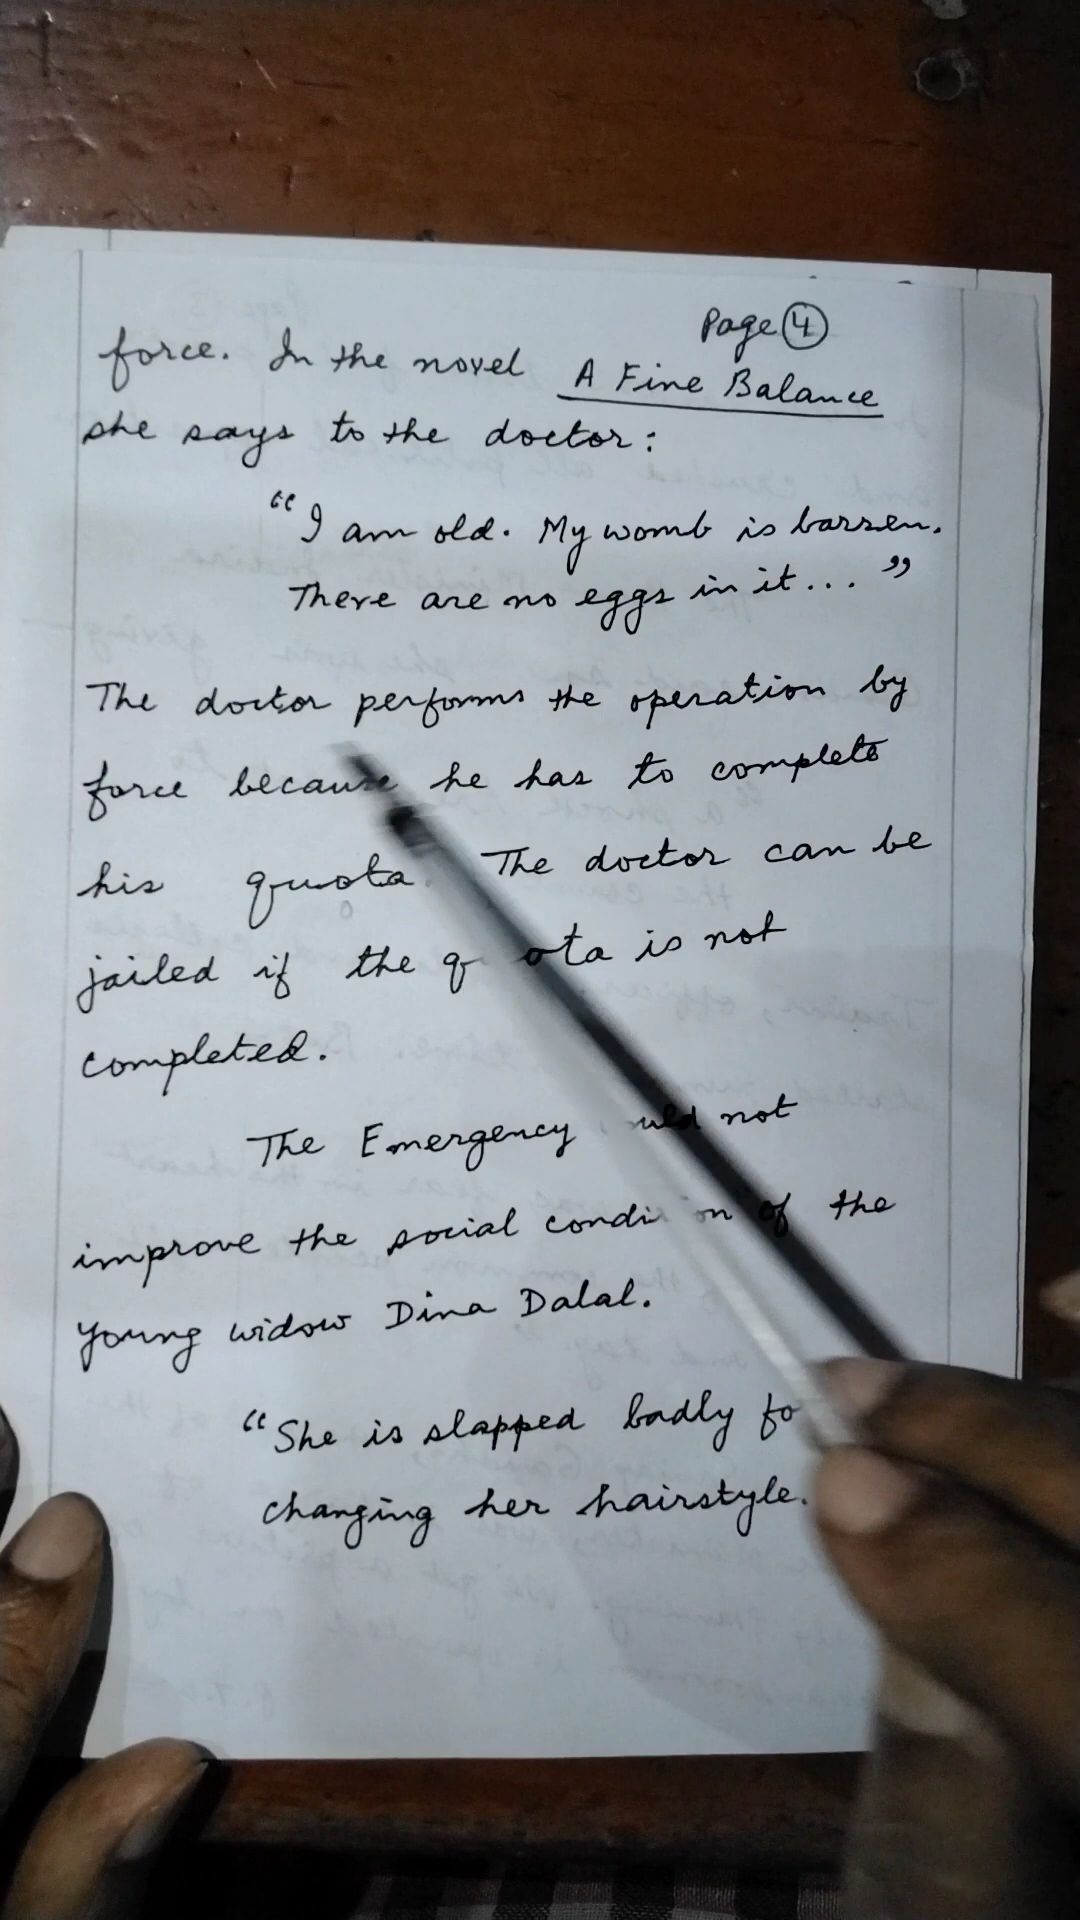 Page 4
force. In the novel A Fine Balance
she says to the doctor:
"I am old. My womb is barren.
There are no eggs in it... "
The doctor performs the operation by
force because he has to complete
his quota. The doctor can be
jailed if the quota is not
completed.
The Emergency not
improve the social condition of the
young widow Dina Dalal.
"She is slapped badly
changing her hairstyle.